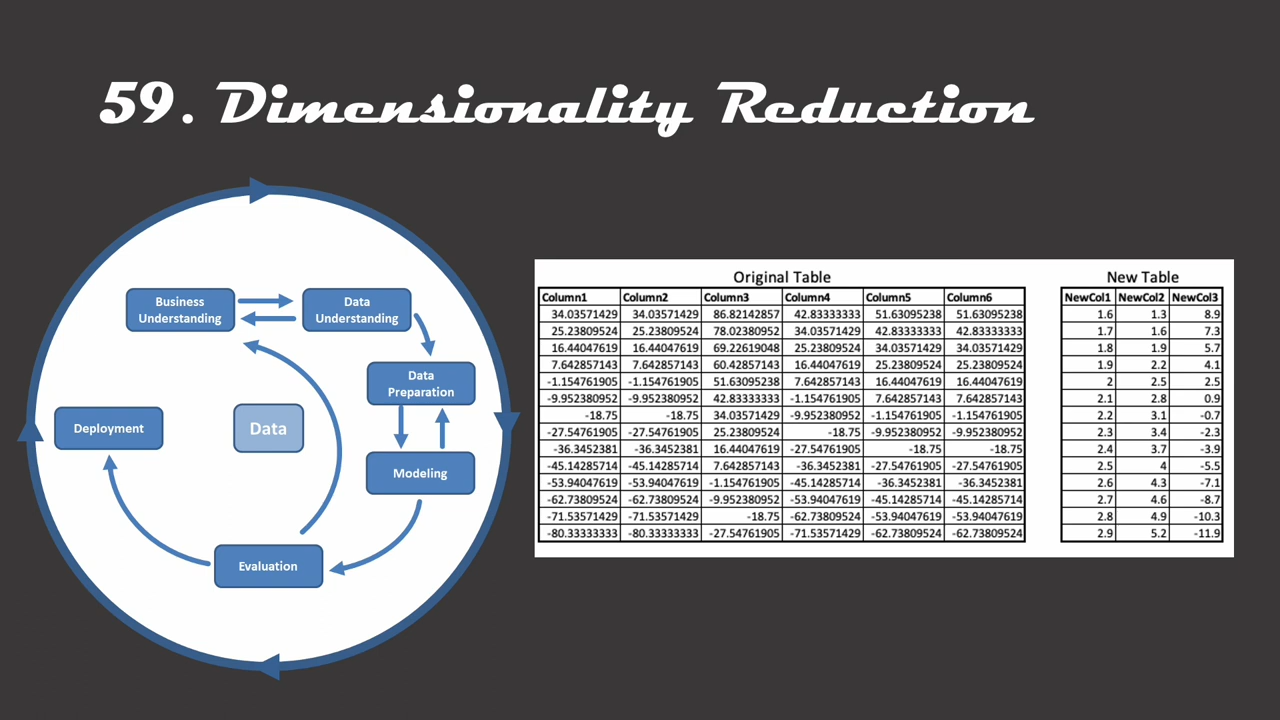 59. Dimensionality Reduction
Business
Understanding
Data
Understanding
Data
Preparation
Deployment
Data
Modeling
Evaluation
Original Table
Column1 Column2 Column3 Column4 Column5 Column6
34.03571429 34.03571429 86.82142857 42.83333333 51.63095238 51.63095238
25.23809524 25.23809524 78.02380952 34.03571429 42.83333333 42.83333333
16.44047619 16.44047619 69.22619048 25.23809524 34.03571429 34.03571429
7.642857143 7.642857143 60.42857143 16.44047619 25.23809524 25.23809524
-1.154761905 -1.154761905 51.63095238 7.642857143 16.44047619 16.44047619
-9.952380952 -9.952380952 42.83333333 -1.154761905 7.642857143 7.642857143
-18.75 -18.75 34.03571429 -9.952380952 -1.154761905 -1.154761905
-27.54761905 -27.54761905 25.23809524 -18.75 -9.952380952 -9.952380952
-36.3452381 -36.3452381 16.44047619 -27.54761905 -18.75 -18.75
-45.14285714 -45.14285714 7.642857143 -36.3452381 -27.54761905 -27.54761905
-53.94047619 -53.94047619 -1.154761905 -45.14285714 -36.3452381 -36.3452381
-62.73809524 -62.73809524 -9.952380952 -53.94047619 -45.14285714 -45.14285714
-71.53571429 -71.53571429 -18.75 -62.73809524 -53.94047619 -53.94047619
-80.33333333 -80.33333333 -27.54761905 -71.53571429 -62.73809524 -62.73809524
New Table
NewCol1 NewCol2 NewCol3
1.6 1.3 8.9
1.7 1.6 7.3
1.8 1.9 5.7
1.9 2.2 4.1
2 2.5 2.5
2.1 2.8 0.9
2.2 3.1 -0.7
2.3 3.4 -2.3
2.4 3.7 -3.9
2.5 4 -5.5
2.6 4.3 -7.1
2.7 4.6 -8.7
2.8 4.9 -10.3
2.9 5.2 -11.9